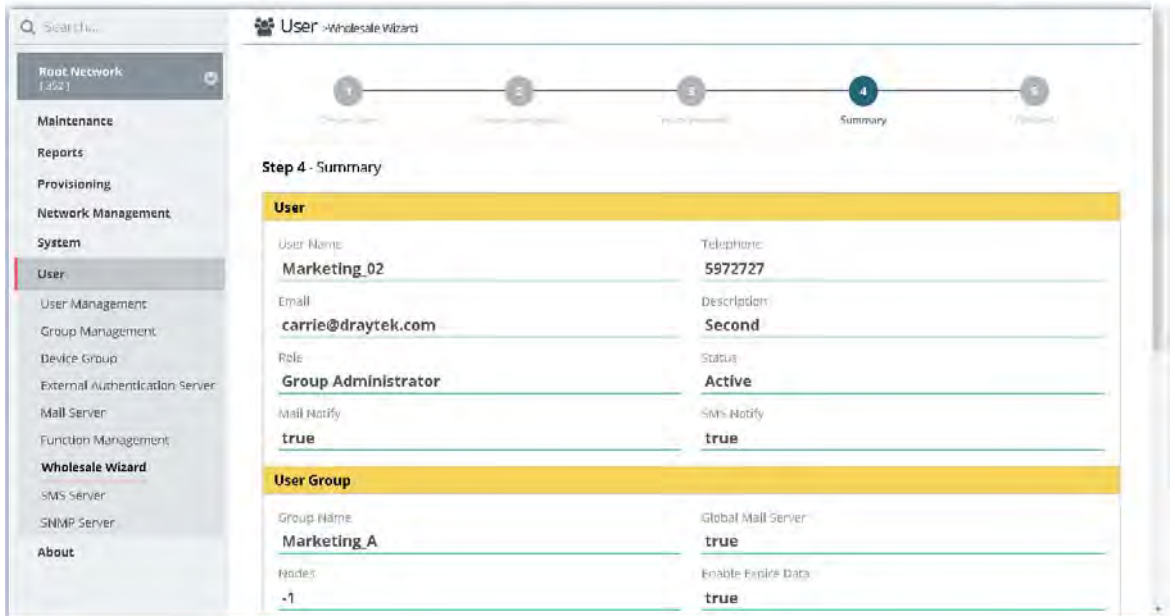 Search...
User >Wholesale Wizard
Root Network
Maintenance
Reports
Provisioning
Network Management
System
User
User Management
Group Management
Device Group
External Authentication Server
Mail Server
Function Management
Wholesale Wizard
SMS Server
SNMP Server
About
1
2
3
4
5
Summary
Step 4 - Summary
User
User Name
Telephone
Marketing_02
5972727
Email
Description
carrie@draytek.com
Second
Role
Status
Group Administrator
Active
Mail Notify
SMS Notify
true
true
User Group
Group Name
Global Mail Server
Marketing_A
true
Nodes
Enable Expire Data
-1
true